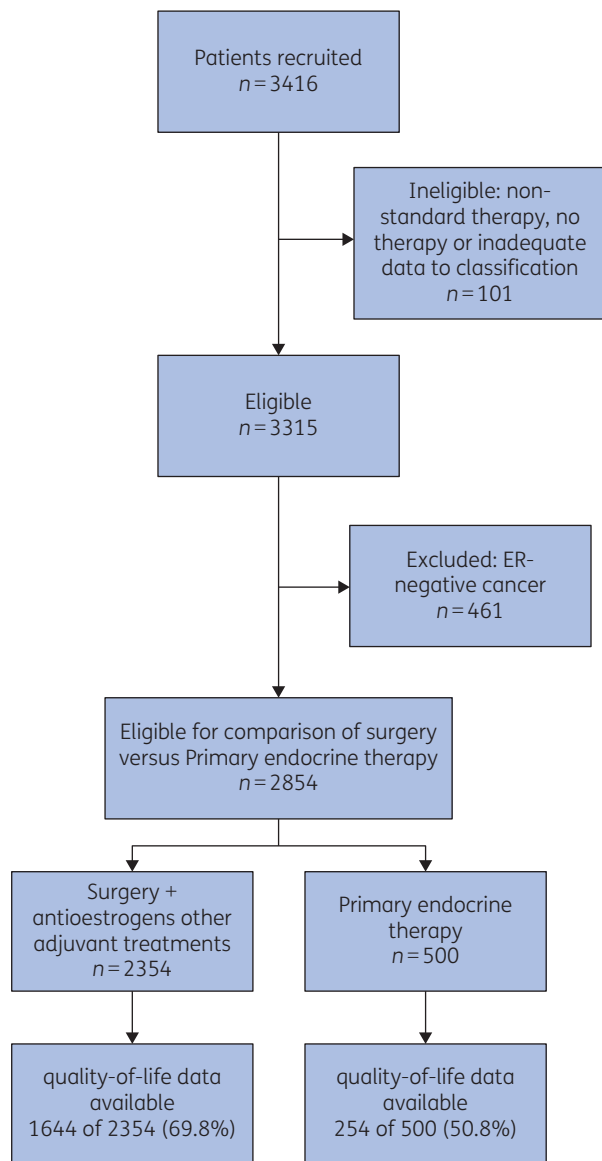 Patients recruited
n = 3416
Ineligible: non-
standard therapy, no
therapy or inadequate
data to classification
n = 101
Eligible
n = 3315
Excluded: ER-
negative cancer
n = 461
Eligible for comparison of surgery
versus Primary endocrine therapy
n = 2854
Surgery +
antioestrogens other
adjuvant treatments
n = 2354
Primary endocrine
therapy
n = 500
quality-of-life data
available
1644 of 2354 (69.8%)
quality-of-life data
available
254 of 500 (50.8%)